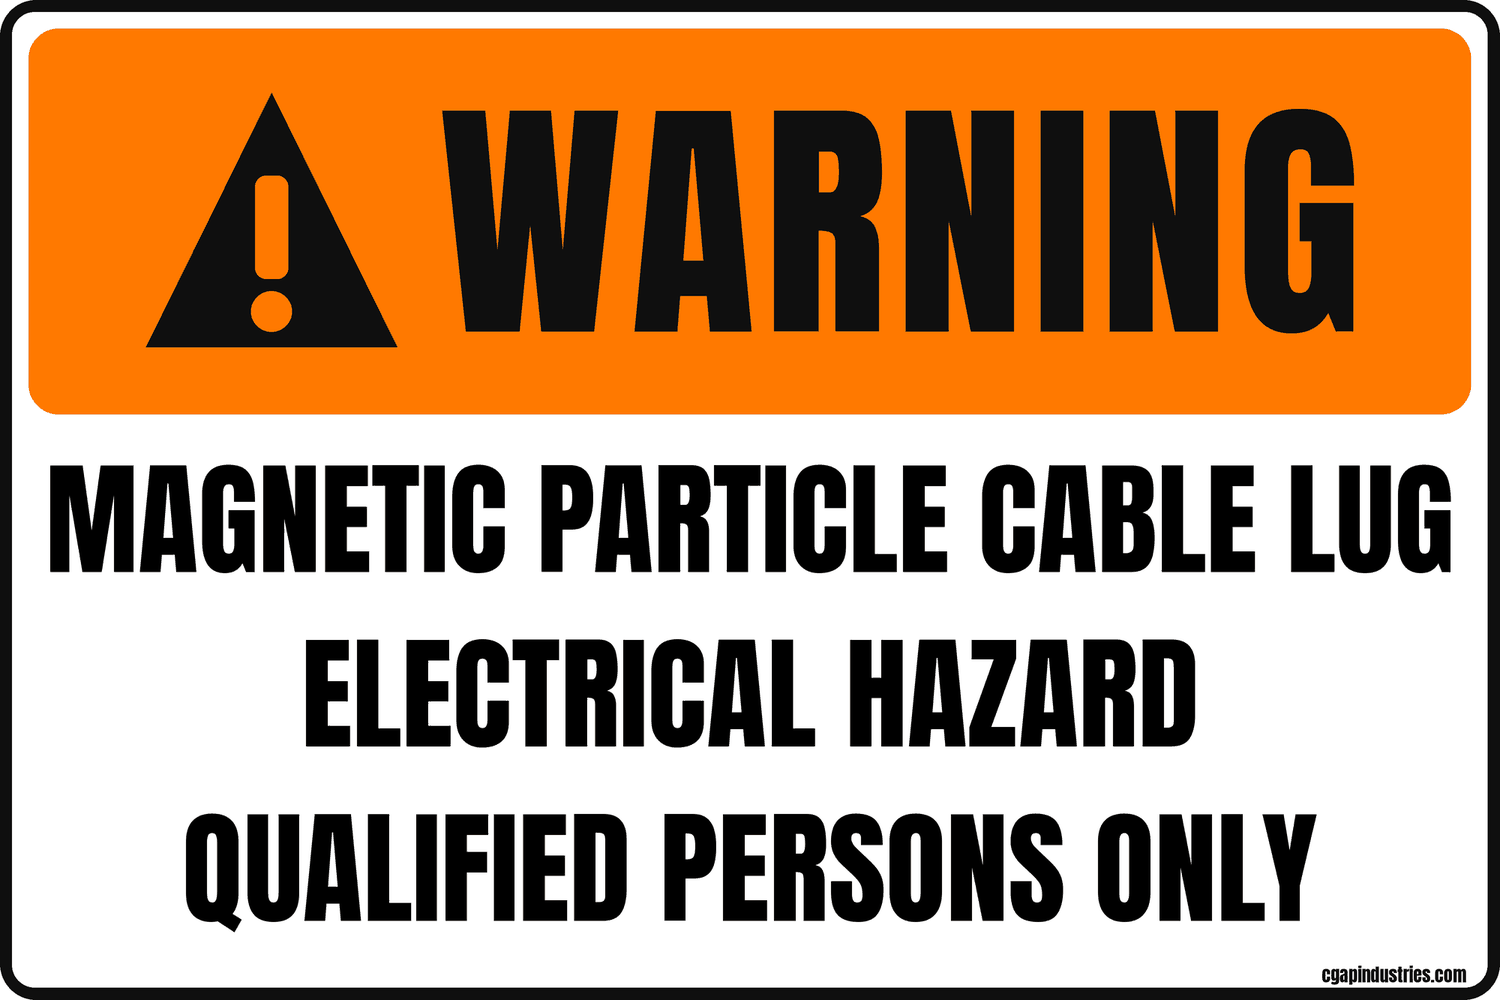 WARNING
MAGNETIC PARTICLE CABLE LUG
ELECTRICAL HAZARD
QUALIFIED PERSONS ONLY
cgapindustries.com